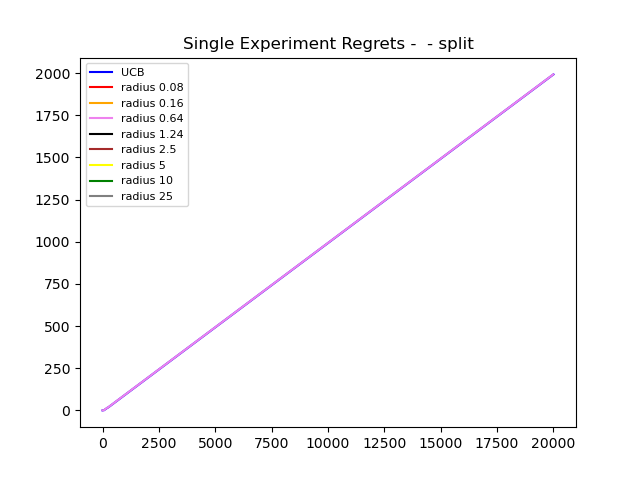 Single Experiment Regrets -  - split
2000
1750
1500
1250
1000
750
500
250
0
UCB
radius 0.08
radius 0.16
radius 0.64
radius 1.24
radius 2.5
radius 5
radius 10
radius 25
0 2500 5000 7500 10000 12500 15000 17500 20000